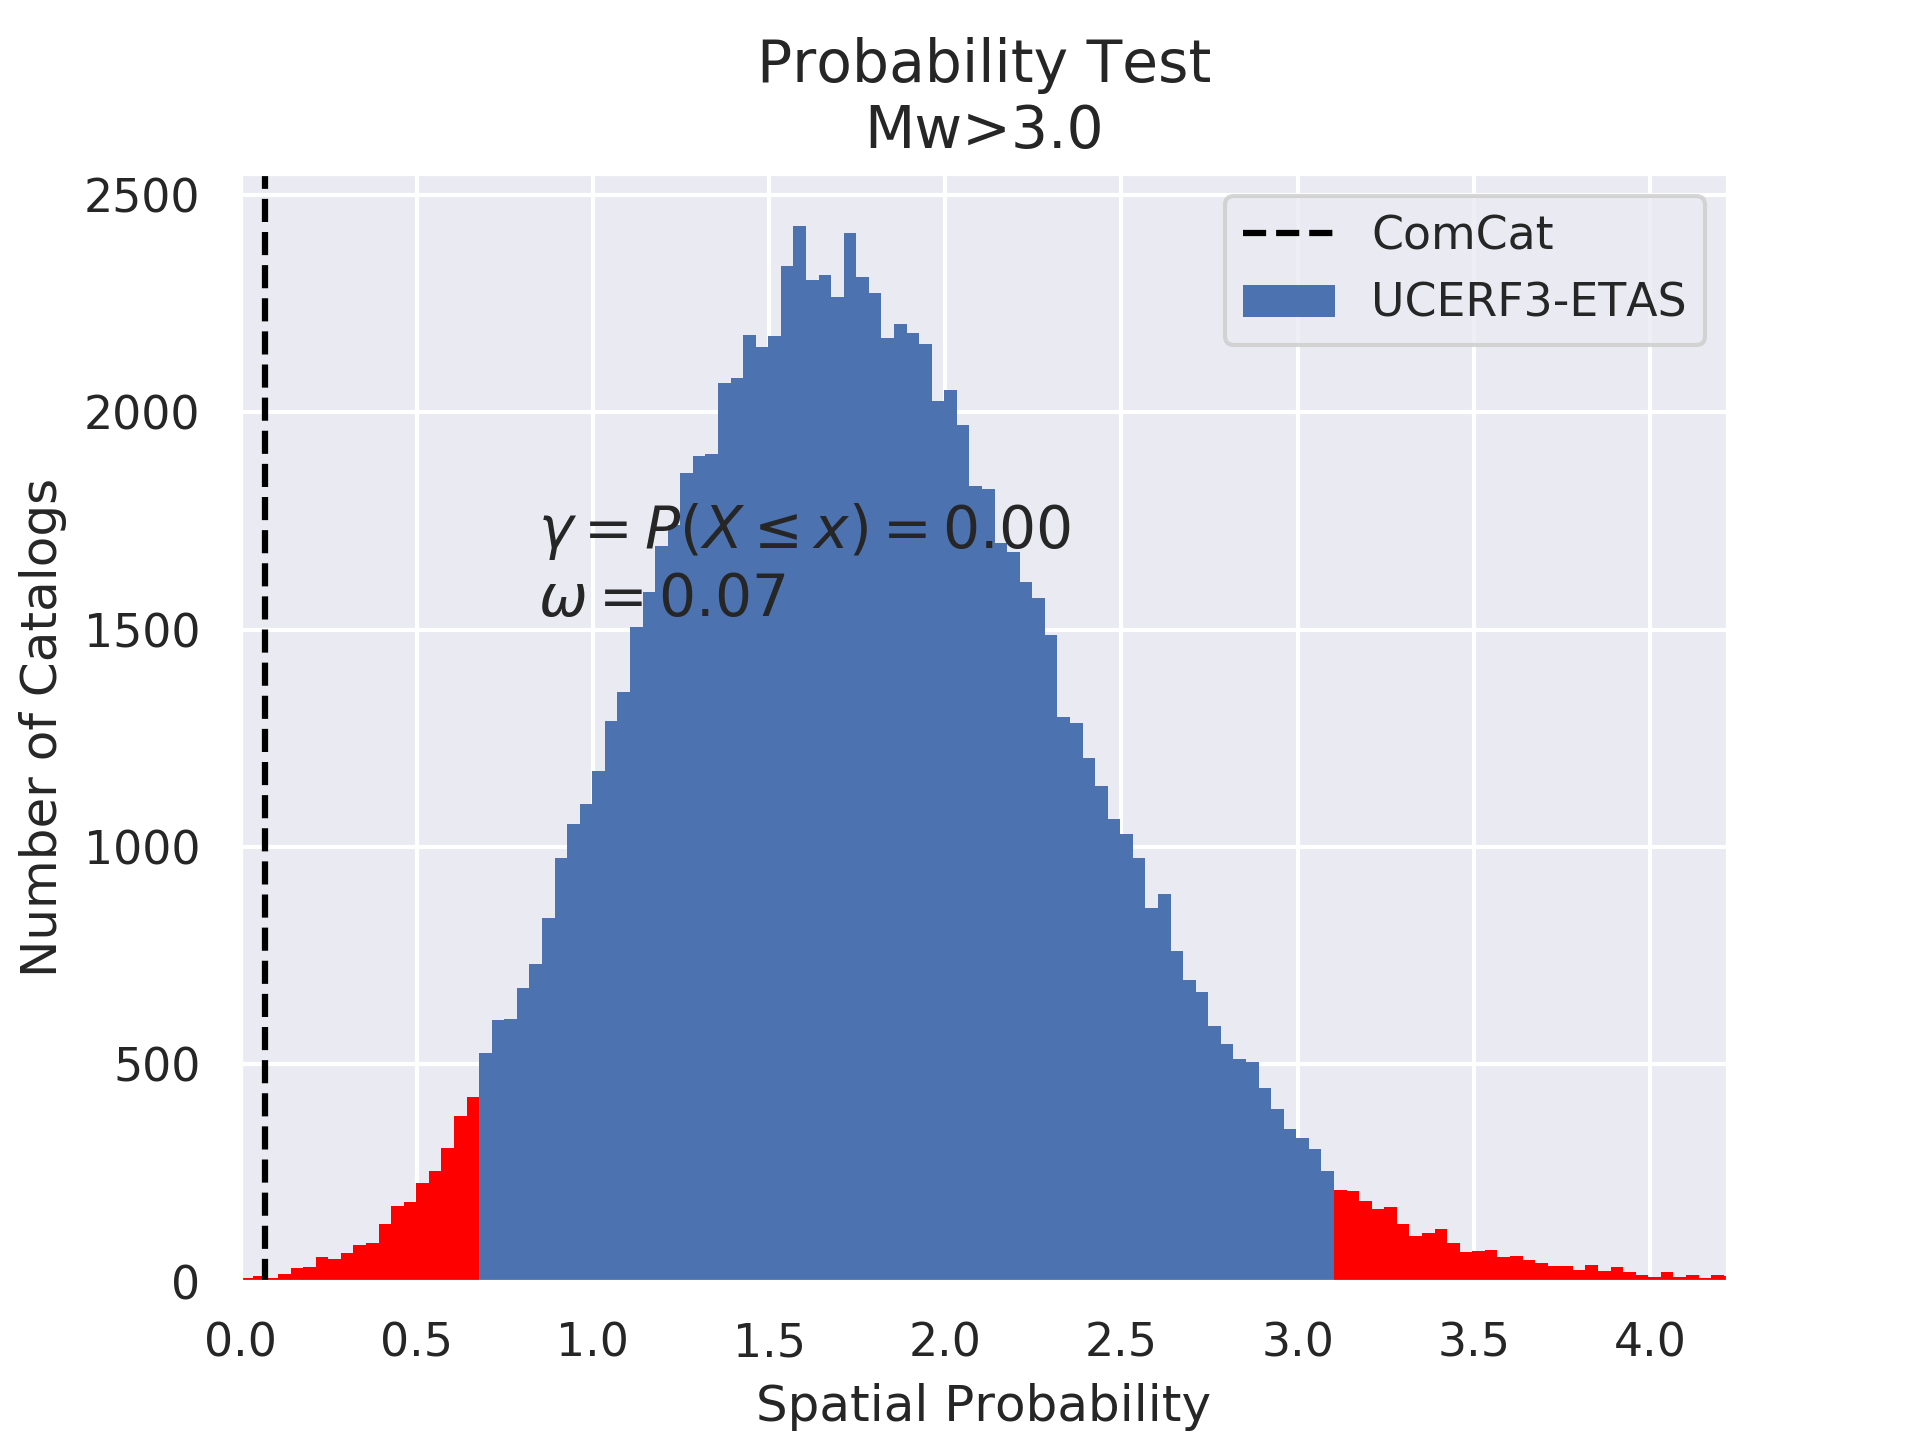 Probability Test
Mw>3.0
2500
2000
1500
1000
500
0
Number of Catalogs
ComCat
UCERF3-ETAS
γ = P(X ≤ x) = 0.00
ω = 0.07
0.0 0.5 1.0 1.5 2.0 2.5 3.0 3.5 4.0
Spatial Probability